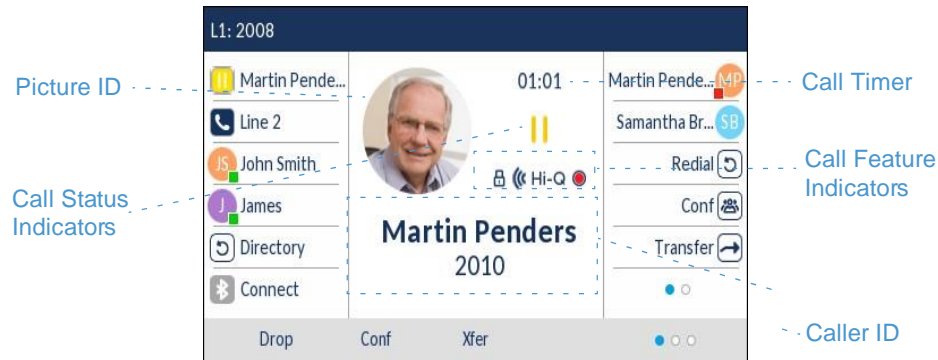 L1: 2008
Picture ID
Call Status
Indicators
Martin Pende...
Line 2
JS John Smith
J James
Directory
Connect
01:01
Hi-Q
Martin Penders
2010
Martin Pende... MP
Samantha Br... SB
Redial
Conf
Transfer
Drop
Conf
Xfer
Call Timer
Call Feature
Indicators
Caller ID